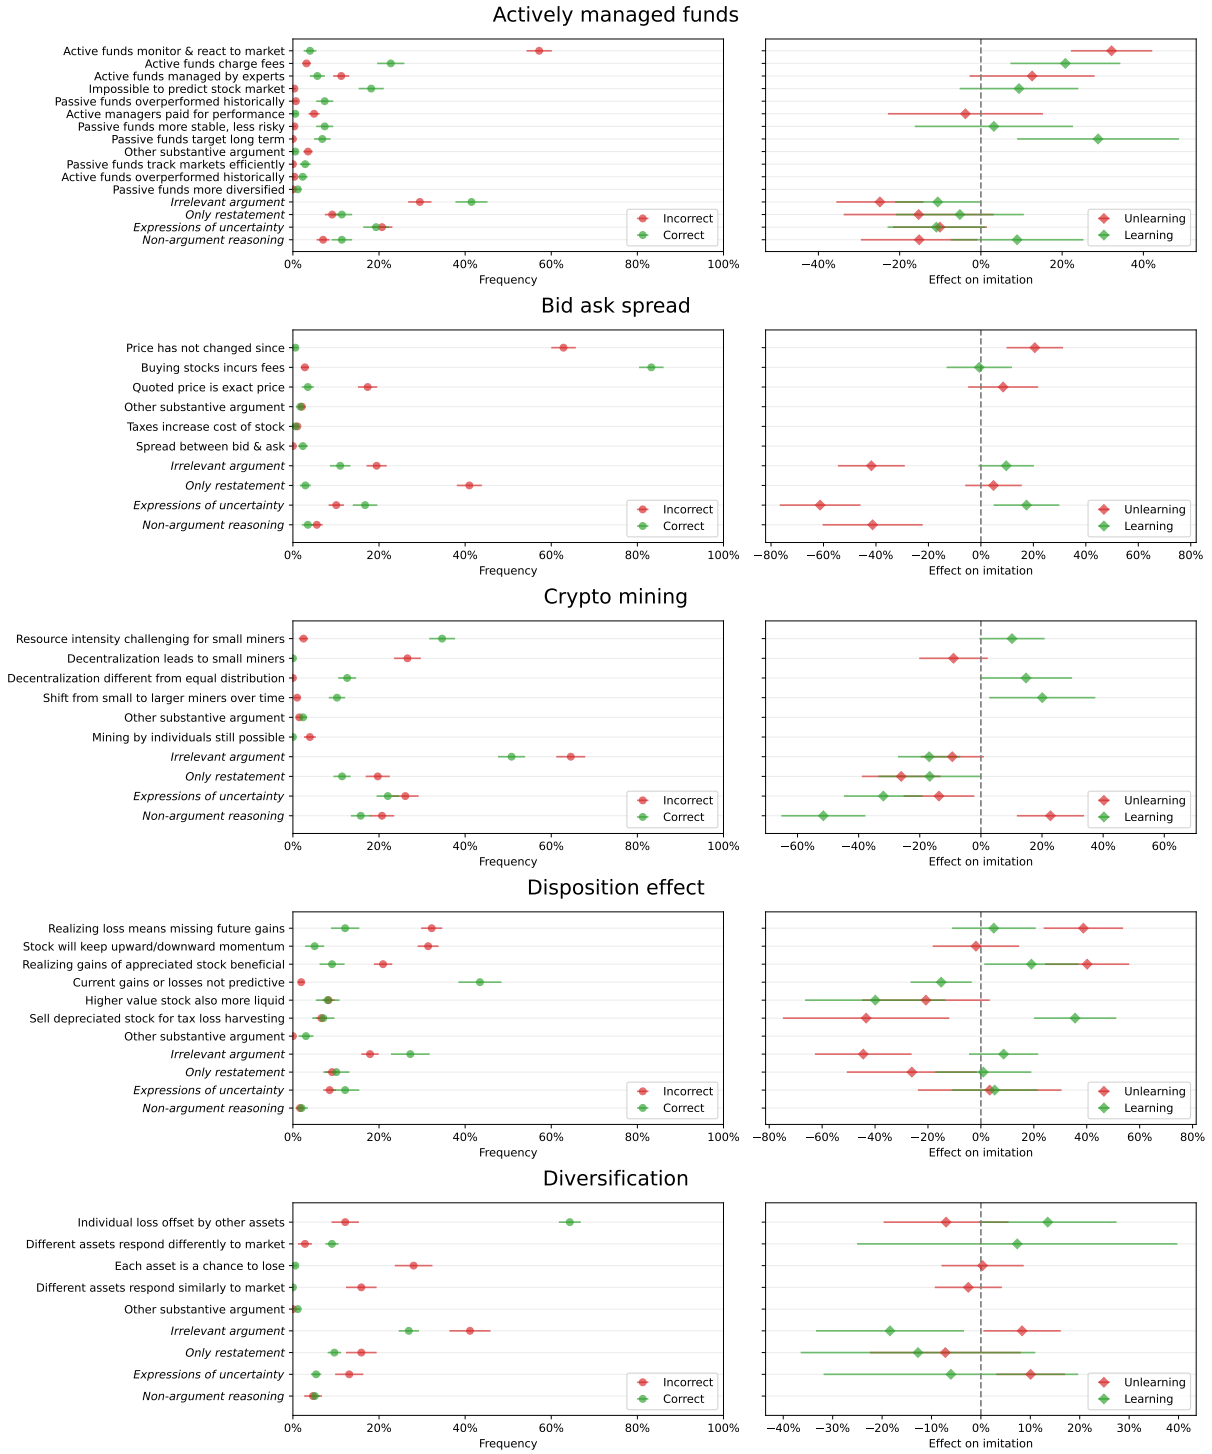 Actively managed funds
Active funds monitor & react to market
Active funds charge fees
Active funds managed by experts
Impossible to predict stock market
Passive funds overperformed historically
Active managers paid for performance
Passive funds more stable, less risky
Passive funds target long term
Other substantive argument
Passive funds track markets efficiently
Active funds overperformed historically
Passive funds more diversified
Irrelevant argument
Only restatement
Expressions of uncertainty
Non-argument reasoning
Incorrect
Correct
0% 20% 40% 60% 80% 100%
Frequency
Unlearning
Learning
−40% −20% 0% 20% 40%
Effect on imitation
Bid ask spread
Price has not changed since
Buying stocks incurs fees
Quoted price is exact price
Other substantive argument
Taxes increase cost of stock
Spread between bid & ask
Irrelevant argument
Only restatement
Expressions of uncertainty
Non-argument reasoning
Incorrect
Correct
0% 20% 40% 60% 80% 100%
Frequency
Unlearning
Learning
−80% −60% −40% −20% 0% 20% 40% 60% 80%
Effect on imitation
Crypto mining
Resource intensity challenging for small miners
Decentralization leads to small miners
Decentralization different from equal distribution
Shift from small to larger miners over time
Other substantive argument
Mining by individuals still possible
Irrelevant argument
Only restatement
Expressions of uncertainty
Non-argument reasoning
Incorrect
Correct
0% 20% 40% 60% 80% 100%
Frequency
Unlearning
Learning
−60% −40% −20% 0% 20% 40% 60%
Effect on imitation
Disposition effect
Realizing loss means missing future gains
Stock will keep upward/downward momentum
Realizing gains of appreciated stock beneficial
Current gains or losses not predictive
Higher value stock also more liquid
Sell depreciated stock for tax loss harvesting
Other substantive argument
Irrelevant argument
Only restatement
Expressions of uncertainty
Non-argument reasoning
Incorrect
Correct
0% 20% 40% 60% 80% 100%
Frequency
Unlearning
Learning
−80% −60% −40% −20% 0% 20% 40% 60% 80%
Effect on imitation
Diversification
Individual loss offset by other assets
Different assets respond differently to market
Each asset is a chance to lose
Different assets respond similarly to market
Other substantive argument
Irrelevant argument
Only restatement
Expressions of uncertainty
Non-argument reasoning
Incorrect
Correct
0% 20% 40% 60% 80% 100%
Frequency
Unlearning
Learning
−40% −30% −20% −10% 0% 10% 20% 30% 40%
Effect on imitation